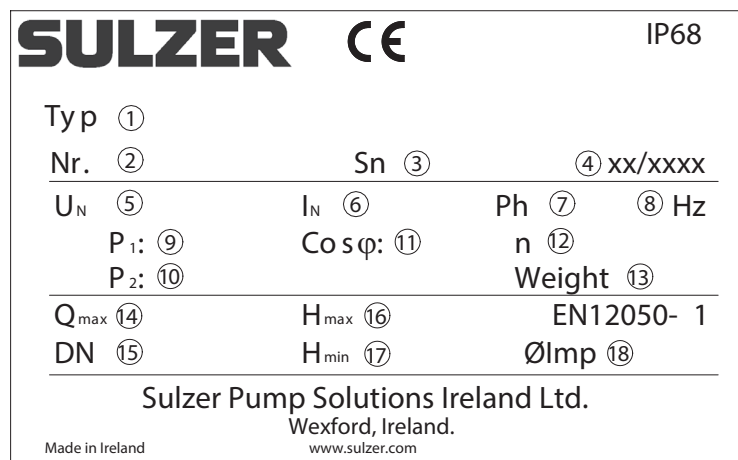 SULZER CE IP68
Typ ①
Nr. ② Sn ③ ④ xx/xxxx
UN ⑤ IN ⑥ Ph ⑦ ⑧ Hz
P1: ⑨ Cosφ: ⑪ n ⑫
P2: ⑩ Weight ⑬
Qmax ⑭ Hmax ⑯ EN12050- 1
DN ⑮ Hmin ⑰ ØImp ⑱
Sulzer Pump Solutions Ireland Ltd.
Wexford, Ireland.
Made in Ireland www.sulzer.com